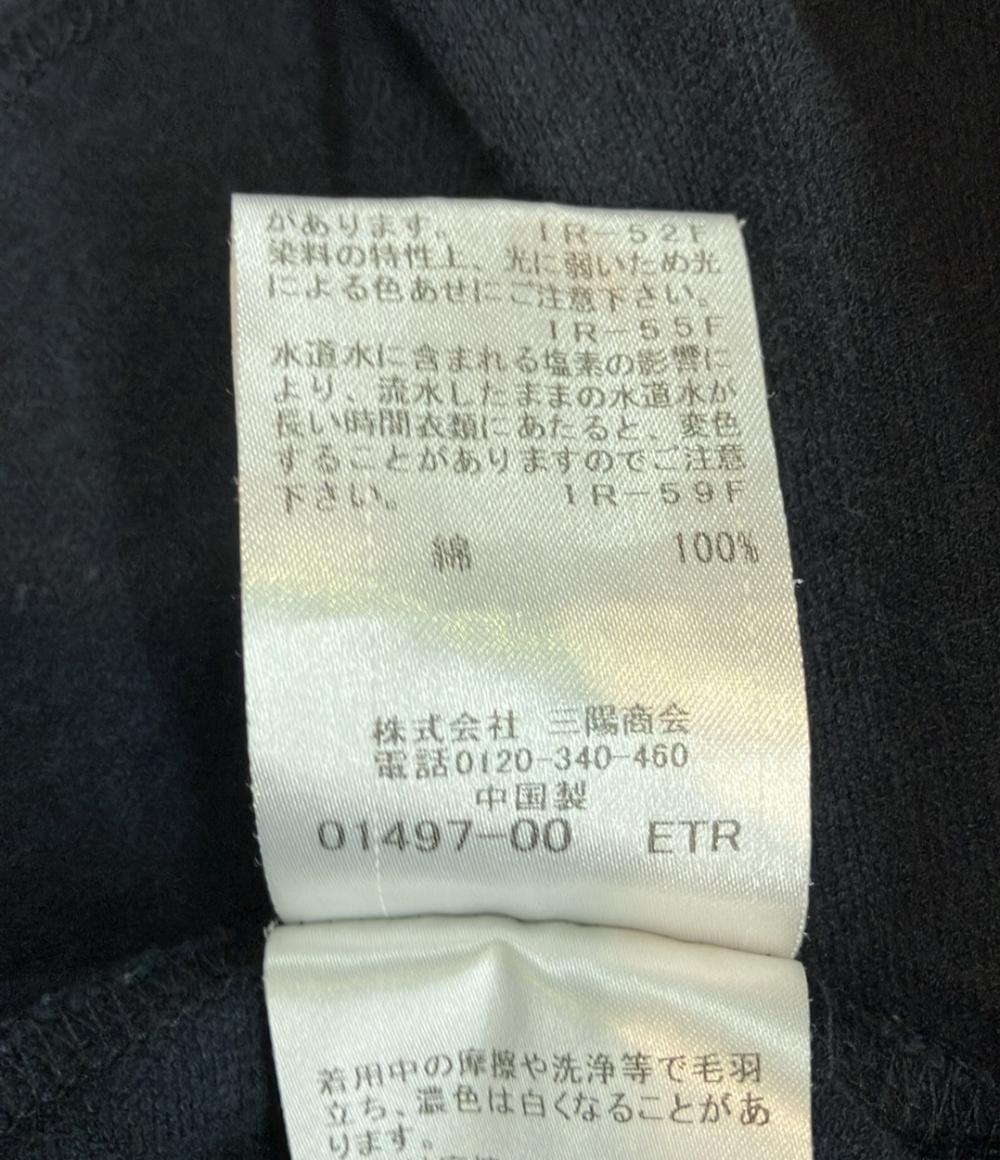 があります。 IR-52F
染料の特性上、光に弱いため光
による色あせにご注意下さい。
IR-55F
水道水に含まれる塩素の影響に
より、流水したままの水道水が
長い時間衣類にあたると、変色
することがありますのでご注意
下さい。 IR-59F
綿 100%
株式会社 三陽商会
電話0120-340-460
中国製
01497-00 ETR
着用中の摩擦や洗浄等で毛羽
立ち、濃色は白くなることがあ
ります。